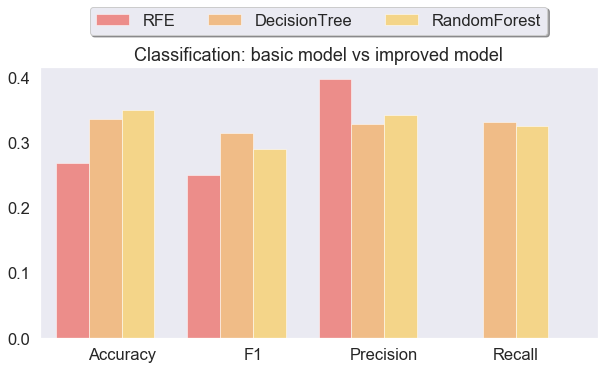 RFE DecisionTree RandomForest
Classification: basic model vs improved model
0.4
0.3
0.2
0.1
0.0
Accuracy F1 Precision Recall